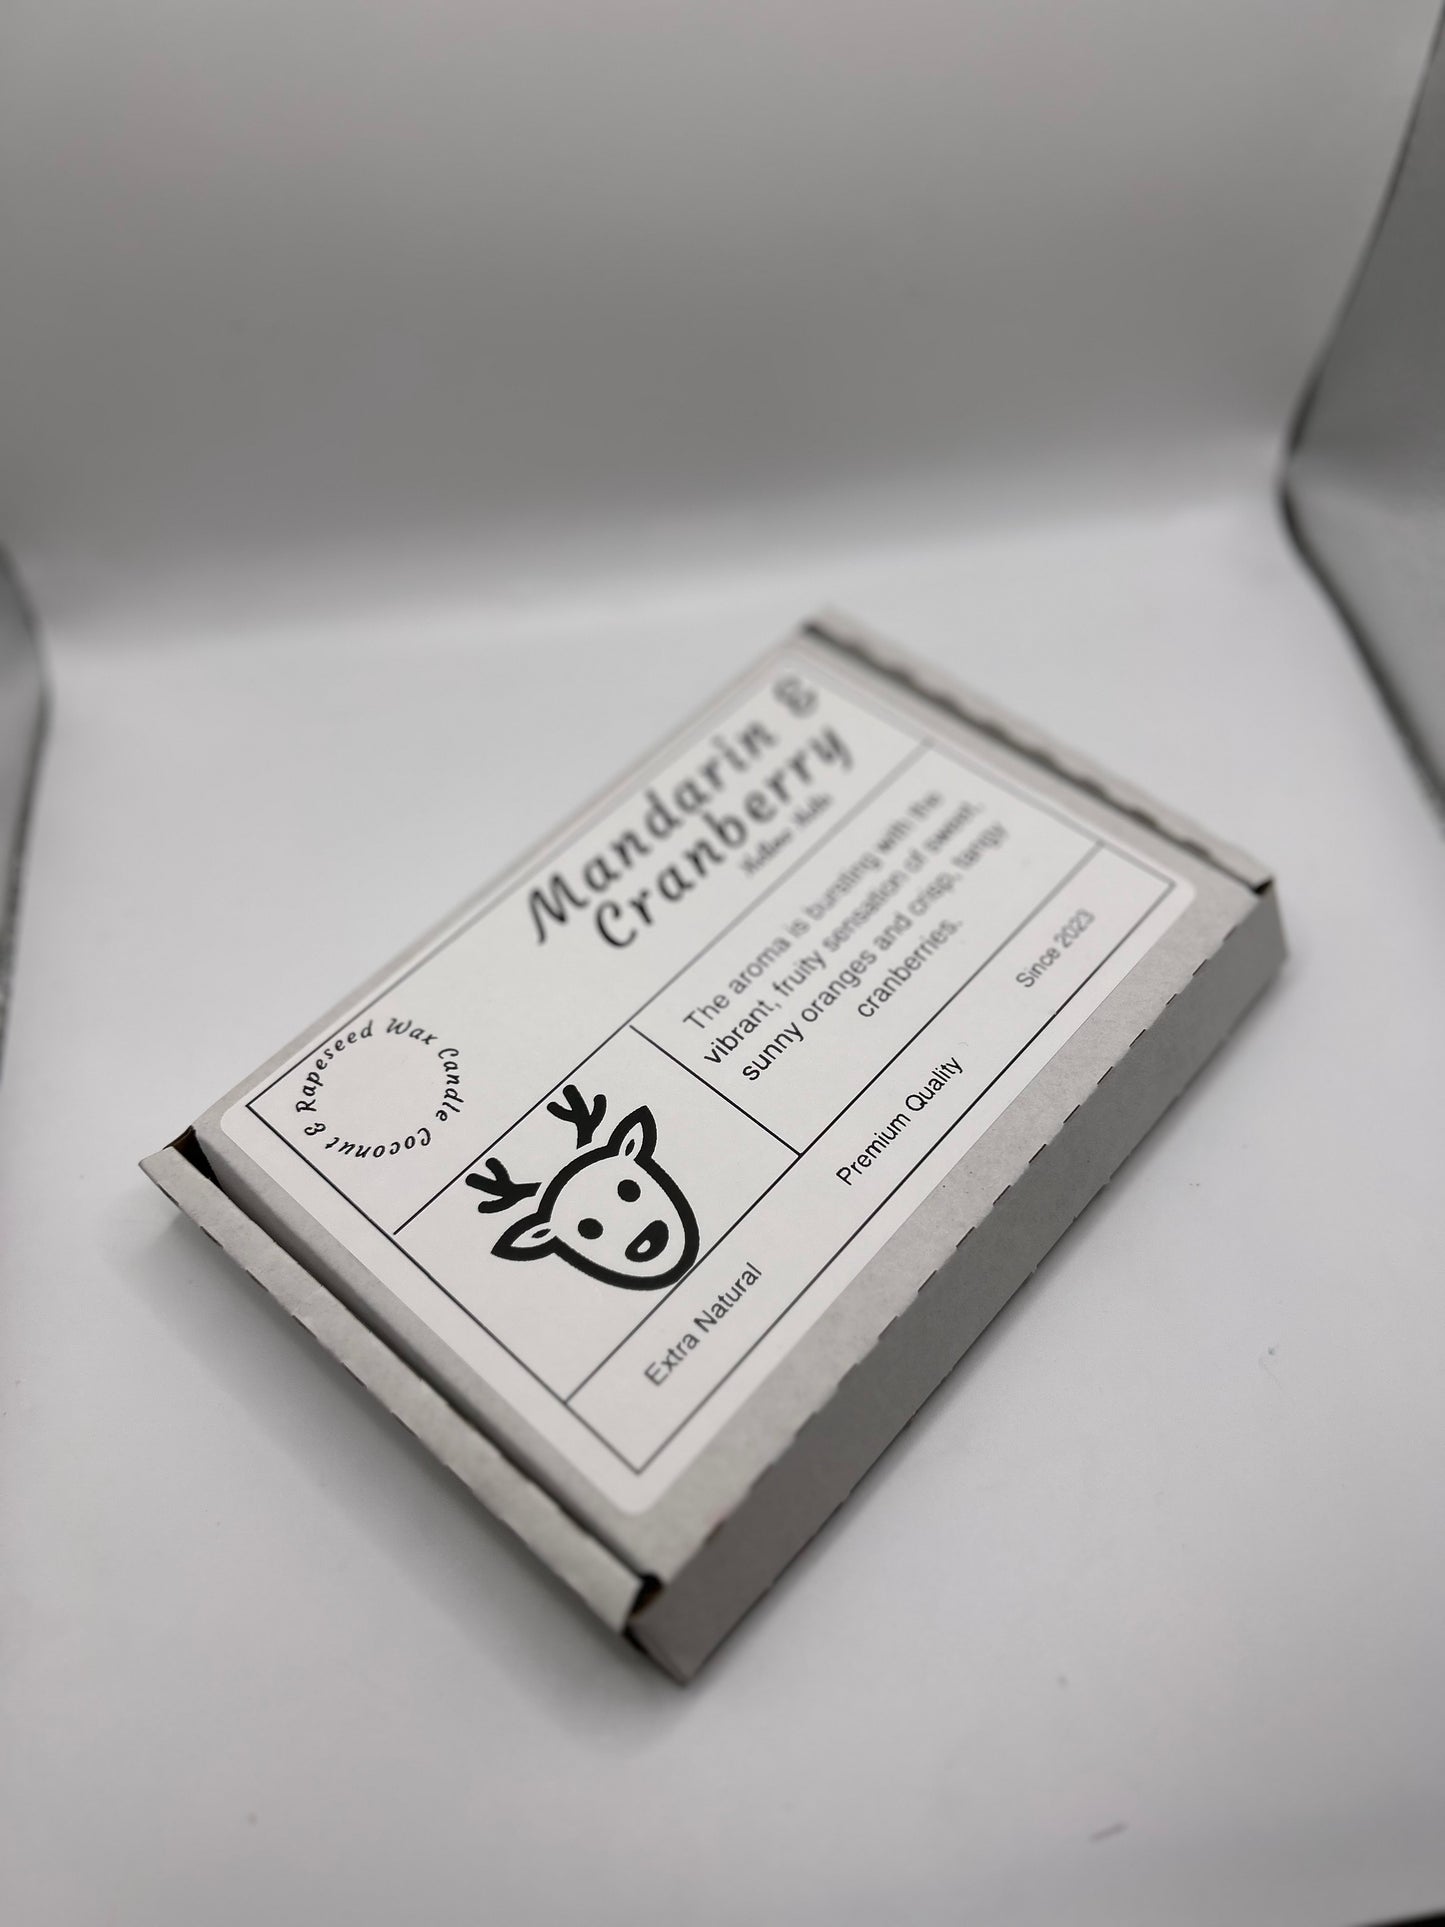 Mandarin &
Cranberry
The aroma is bursting with the
vibrant, fruity sensation of sweet,
sunny oranges and crisp, tangy
cranberries.
Coconut & Rapeseed Wax Candle
Extra Natural
Premium Quality
Since 2023